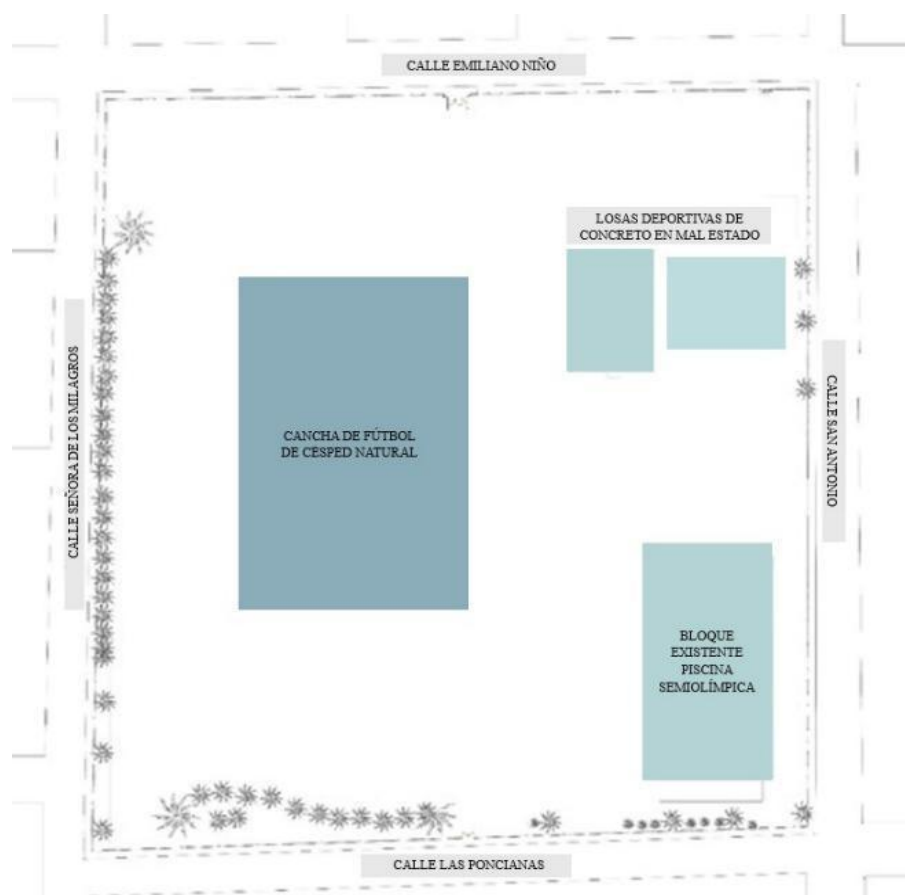 CALLE EMILIANO NIÑO
LOSAS DEPORTIVAS DE
CONCRETO EN MAL ESTADO
CALLE SEÑORA DE LOS MILAGROS
CANCHA DE FÚTBOL
DE CÉSPED NATURAL
CALLE SAN ANTONIO
BLOQUE
EXISTENTE
PISCINA
SEMIOLÍMPICA
CALLE LAS PONCIANAS